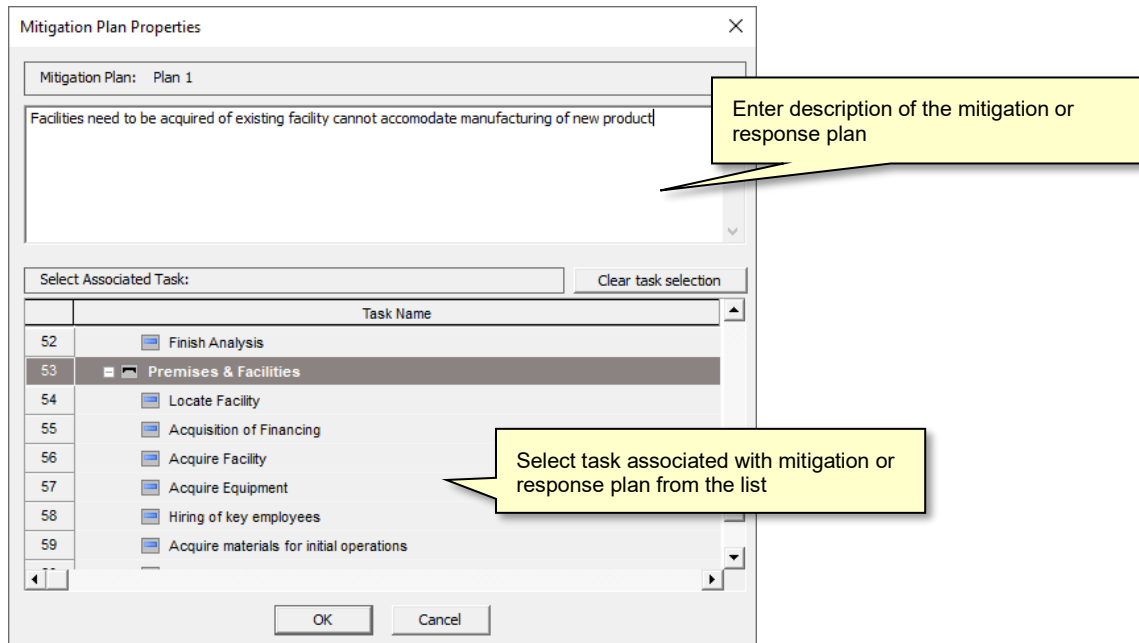 Mitigation Plan Properties
Mitigation Plan: Plan 1
Facilities need to be acquired of existing facility cannot accomodate manufacturing of new product
Enter description of the mitigation or
response plan
Select Associated Task:
Clear task selection
Task Name
52 Finish Analysis
53 Premises & Facilities
54 Locate Facility
55 Acquisition of Financing
56 Acquire Facility
57 Acquire Equipment
58 Hiring of key employees
59 Acquire materials for initial operations
Select task associated with mitigation or
response plan from the list
OK
Cancel